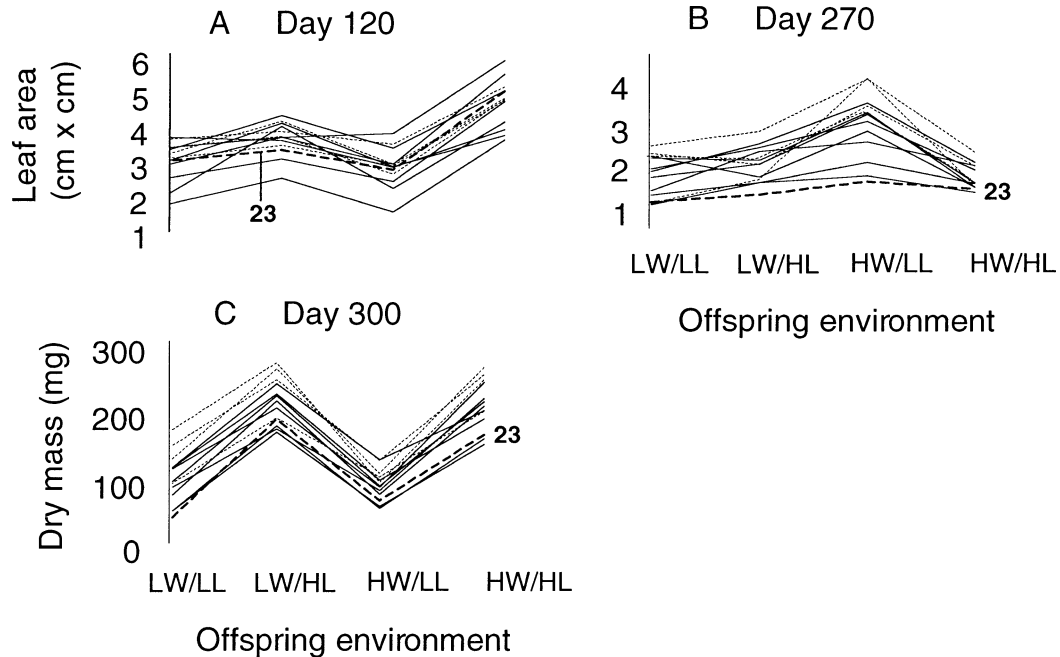 A Day 120
Leaf area
(cm x cm)
6
5
4
3
2
1
23
B Day 270
4
3
2
1
23
LW/LL LW/HL HW/LL HW/HL
Offspring environment
C Day 300
Dry mass (mg)
300
200
100
0
23
LW/LL LW/HL HW/LL HW/HL
Offspring environment